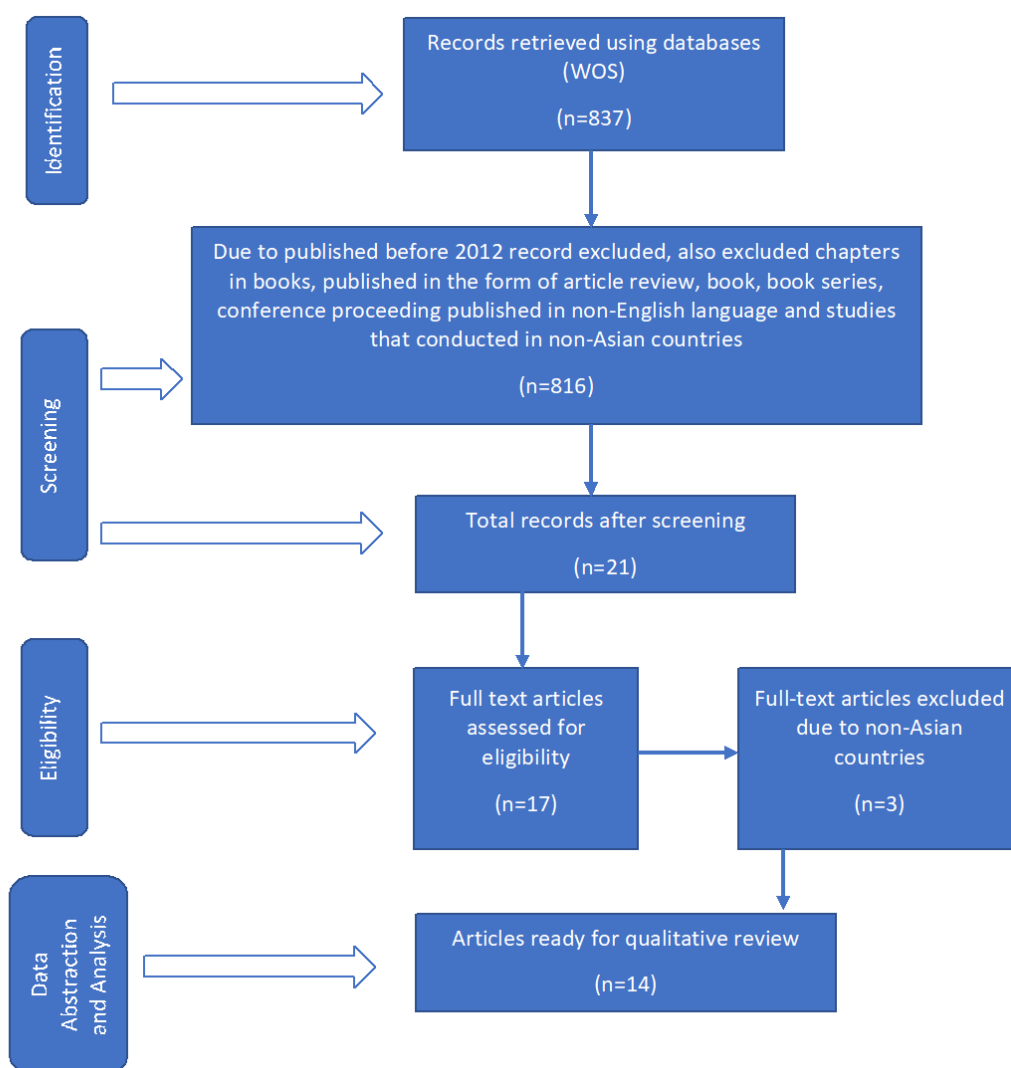 Identification
Records retrieved using databases
(WOS)
(n=837)
Screening
Due to published before 2012 record excluded, also excluded chapters
in books, published in the form of article review, book, book series,
conference proceeding published in non-English language and studies
that conducted in non-Asian countries
(n=816)
Total records after screening
(n=21)
Eligibility
Full text articles
assessed for
eligibility
(n=17)
Full-text articles excluded
due to non-Asian
countries
(n=3)
Data
Abstraction
and Analysis
Articles ready for qualitative review
(n=14)